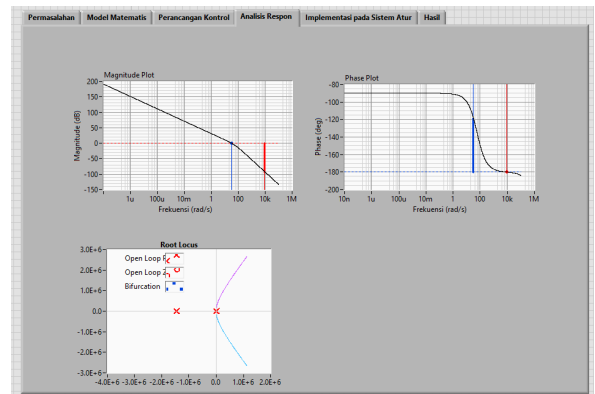 Permasalahan Model Matematis Perancangan Kontrol Analisis Respon Implementasi pada Sistem Atur Hasil
Magnitude Plot
Magnitude (dB)
200
150
100
50
0
-50
-100
-150
1u 100u 10m 1 100 10k 1M
Frekuensi (rad/s)
Phase Plot
Phase (deg)
-80
-100
-120
-140
-160
-180
-200
10n 1u 100u 10m 1 100 10k 1M
Frekuensi (rad/s)
Root Locus
Open Loop P
Open Loop Z
Bifurcation
3.0E+6
2.0E+6
1.0E+6
0.0
-1.0E+6
-2.0E+6
-3.0E+6
-4.0E+6 -3.0E+6 -2.0E+6 -1.0E+6 0.0 1.0E+6 2.0E+6